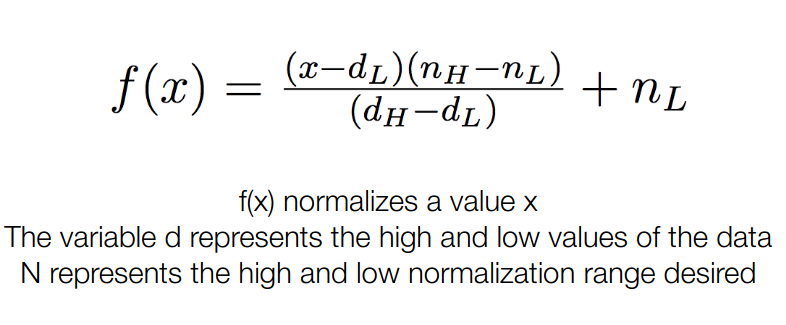 f(x) = \frac{(x-d_L)(n_H-n_L)}{(d_H-d_L)} + n_L
f(x) normalizes a value x
The variable d represents the high and low values of the data
N represents the high and low normalization range desired